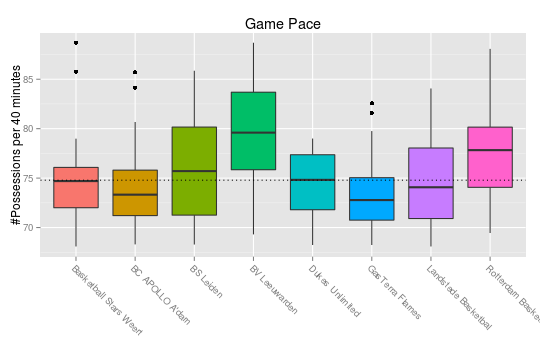 Game Pace
#Possessions per 40 minutes
85
80
75
70
Basketball Stars Weert
BC APOLLO A'dam
BS Leiden
BV Leeuwarden
Dukes Unlimited
GasTerra Flames
Landstede Basketbal
Rotterdam Baske